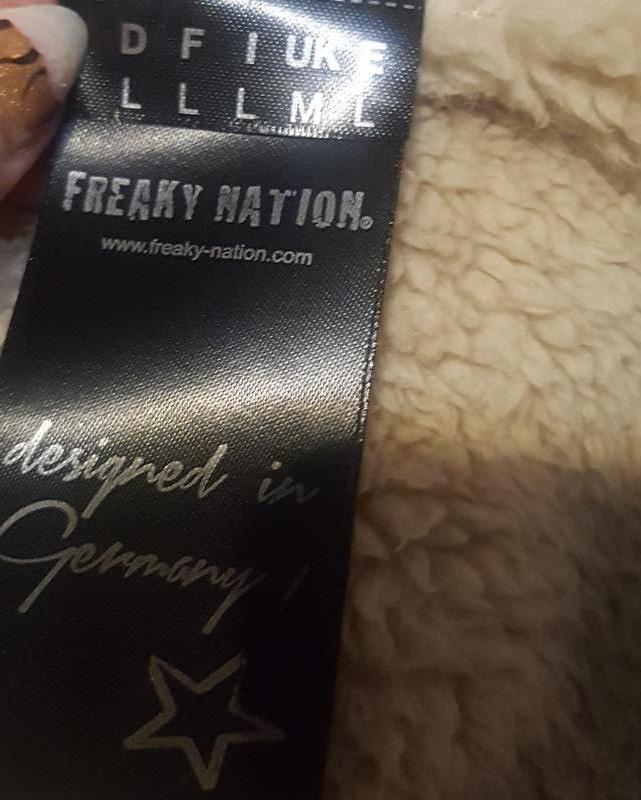 D F I UK E
L L L M L
FREAKY NATION®
www.freaky-nation.com
designed in
Germany